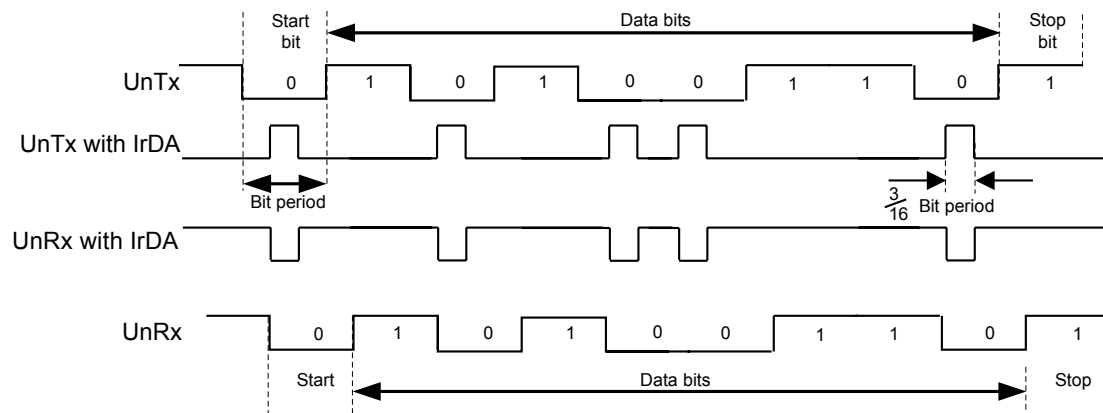 Start
bit
Data bits
Stop
bit
UnTx
0 1 0 1 0 0 1 1 0 1
UnTx with IrDA
Bit period
3/16 Bit period
UnRx with IrDA
UnRx
0 1 0 1 0 0 1 1 0 1
Start
Data bits
Stop